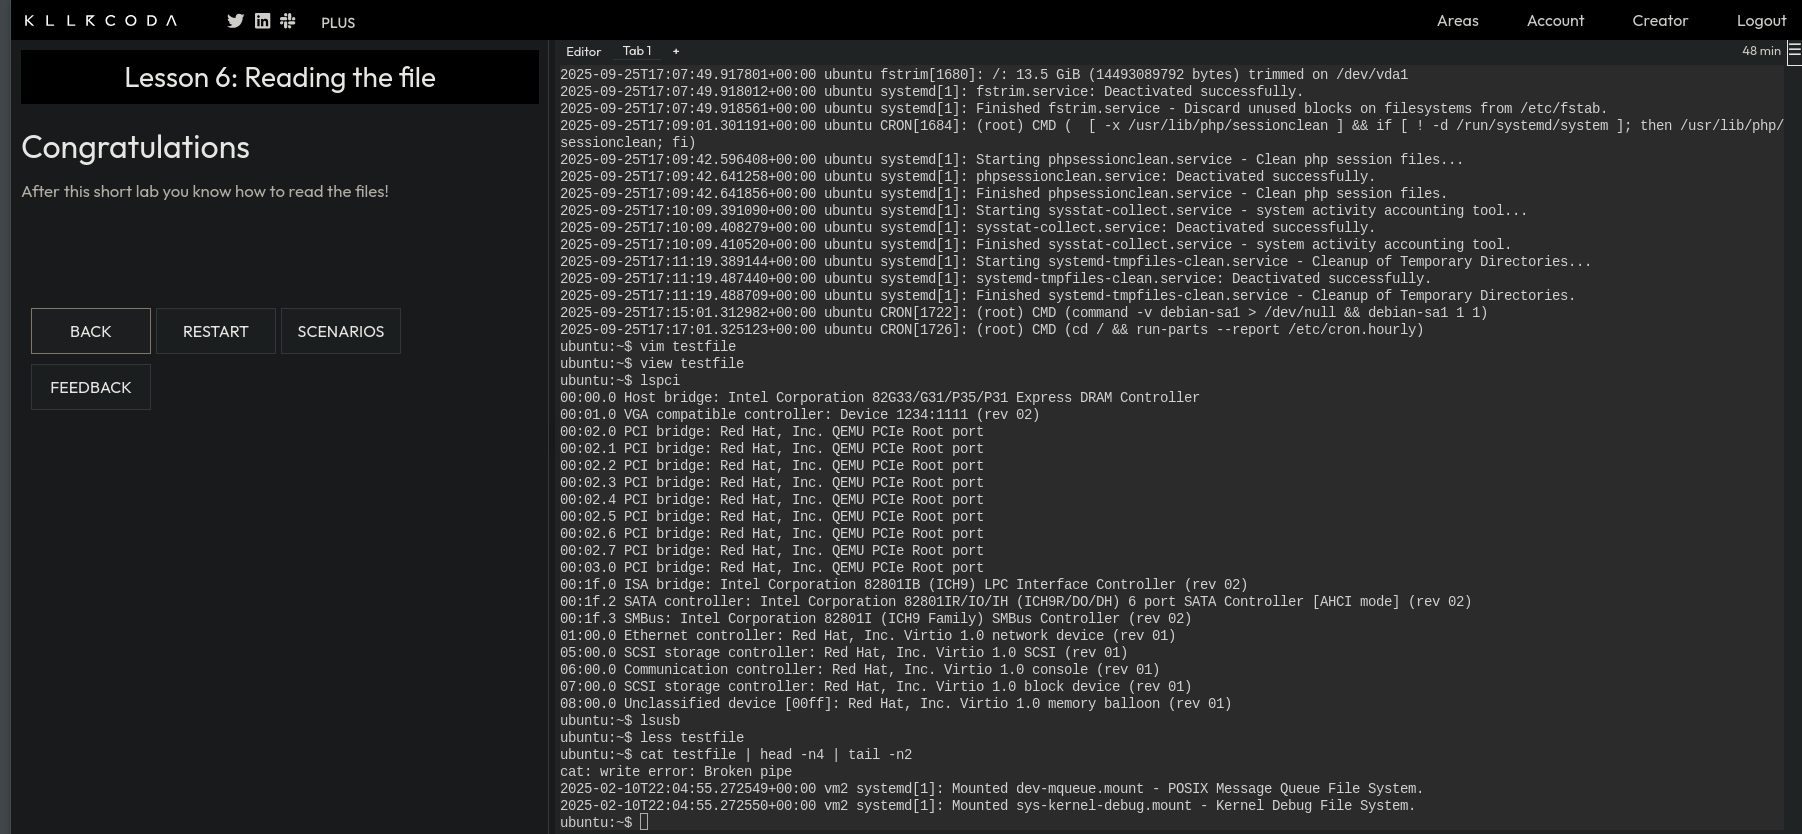 KILLERCODA
PLUS
Areas
Account
Creator
Logout
Lesson 6: Reading the file
Congratulations
After this short lab you know how to read the files!
BACK
RESTART
SCENARIOS
FEEDBACK
Editor
Tab 1
+
48 min
2025-09-25T17:07:49.917801+00:00 ubuntu fstrim[1680]: /: 13.5 GiB (14493089792 bytes) trimmed on /dev/vda1
2025-09-25T17:07:49.918012+00:00 ubuntu systemd[1]: fstrim.service: Deactivated successfully.
2025-09-25T17:07:49.918561+00:00 ubuntu systemd[1]: Finished fstrim.service - Discard unused blocks on filesystems from /etc/fstab.
2025-09-25T17:09:01.301191+00:00 ubuntu CRON[1684]: (root) CMD (  [ -x /usr/lib/php/sessionclean ] && if [ ! -d /run/systemd/system ]; then /usr/lib/php/
sessionclean; fi)
2025-09-25T17:09:42.596408+00:00 ubuntu systemd[1]: Starting phpsessionclean.service - Clean php session files...
2025-09-25T17:09:42.641258+00:00 ubuntu systemd[1]: phpsessionclean.service: Deactivated successfully.
2025-09-25T17:09:42.641856+00:00 ubuntu systemd[1]: Finished phpsessionclean.service - Clean php session files.
2025-09-25T17:10:09.391090+00:00 ubuntu systemd[1]: Starting sysstat-collect.service - system activity accounting tool...
2025-09-25T17:10:09.408279+00:00 ubuntu systemd[1]: sysstat-collect.service: Deactivated successfully.
2025-09-25T17:10:09.410520+00:00 ubuntu systemd[1]: Finished sysstat-collect.service - system activity accounting tool.
2025-09-25T17:11:19.389144+00:00 ubuntu systemd[1]: Starting systemd-tmpfiles-clean.service - Cleanup of Temporary Directories...
2025-09-25T17:11:19.487440+00:00 ubuntu systemd[1]: systemd-tmpfiles-clean.service: Deactivated successfully.
2025-09-25T17:11:19.488709+00:00 ubuntu systemd[1]: Finished systemd-tmpfiles-clean.service - Cleanup of Temporary Directories.
2025-09-25T17:15:01.312982+00:00 ubuntu CRON[1722]: (root) CMD (command -v debian-sa1 > /dev/null && debian-sa1 1 1)
2025-09-25T17:17:01.325123+00:00 ubuntu CRON[1726]: (root) CMD (cd / && run-parts --report /etc/cron.hourly)
ubuntu:~$ vim testfile
ubuntu:~$ view testfile
ubuntu:~$ lspci
00:00.0 Host bridge: Intel Corporation 82G33/G31/P35/P31 Express DRAM Controller
00:01.0 VGA compatible controller: Device 1234:1111 (rev 02)
00:02.0 PCI bridge: Red Hat, Inc. QEMU PCIe Root port
00:02.1 PCI bridge: Red Hat, Inc. QEMU PCIe Root port
00:02.2 PCI bridge: Red Hat, Inc. QEMU PCIe Root port
00:02.3 PCI bridge: Red Hat, Inc. QEMU PCIe Root port
00:02.4 PCI bridge: Red Hat, Inc. QEMU PCIe Root port
00:02.5 PCI bridge: Red Hat, Inc. QEMU PCIe Root port
00:02.6 PCI bridge: Red Hat, Inc. QEMU PCIe Root port
00:02.7 PCI bridge: Red Hat, Inc. QEMU PCIe Root port
00:03.0 PCI bridge: Red Hat, Inc. QEMU PCIe Root port
00:1f.0 ISA bridge: Intel Corporation 82801IB (ICH9) LPC Interface Controller (rev 02)
00:1f.2 SATA controller: Intel Corporation 82801IR/IO/IH (ICH9R/DO/DH) 6 port SATA Controller [AHCI mode] (rev 02)
00:1f.3 SMBus: Intel Corporation 82801I (ICH9 Family) SMBus Controller (rev 02)
01:00.0 Ethernet controller: Red Hat, Inc. Virtio 1.0 network device (rev 01)
05:00.0 SCSI storage controller: Red Hat, Inc. Virtio 1.0 SCSI (rev 01)
06:00.0 Communication controller: Red Hat, Inc. Virtio 1.0 console (rev 01)
07:00.0 SCSI storage controller: Red Hat, Inc. Virtio 1.0 block device (rev 01)
08:00.0 Unclassified device [00ff]: Red Hat, Inc. Virtio 1.0 memory balloon (rev 01)
ubuntu:~$ lsusb
ubuntu:~$ less testfile
ubuntu:~$ cat testfile | head -n4 | tail -n2
cat: write error: Broken pipe
2025-02-10T22:04:55.272549+00:00 vm2 systemd[1]: Mounted dev-mqueue.mount - POSIX Message Queue File System.
2025-02-10T22:04:55.272550+00:00 vm2 systemd[1]: Mounted sys-kernel-debug.mount - Kernel Debug File System.
ubuntu:~$